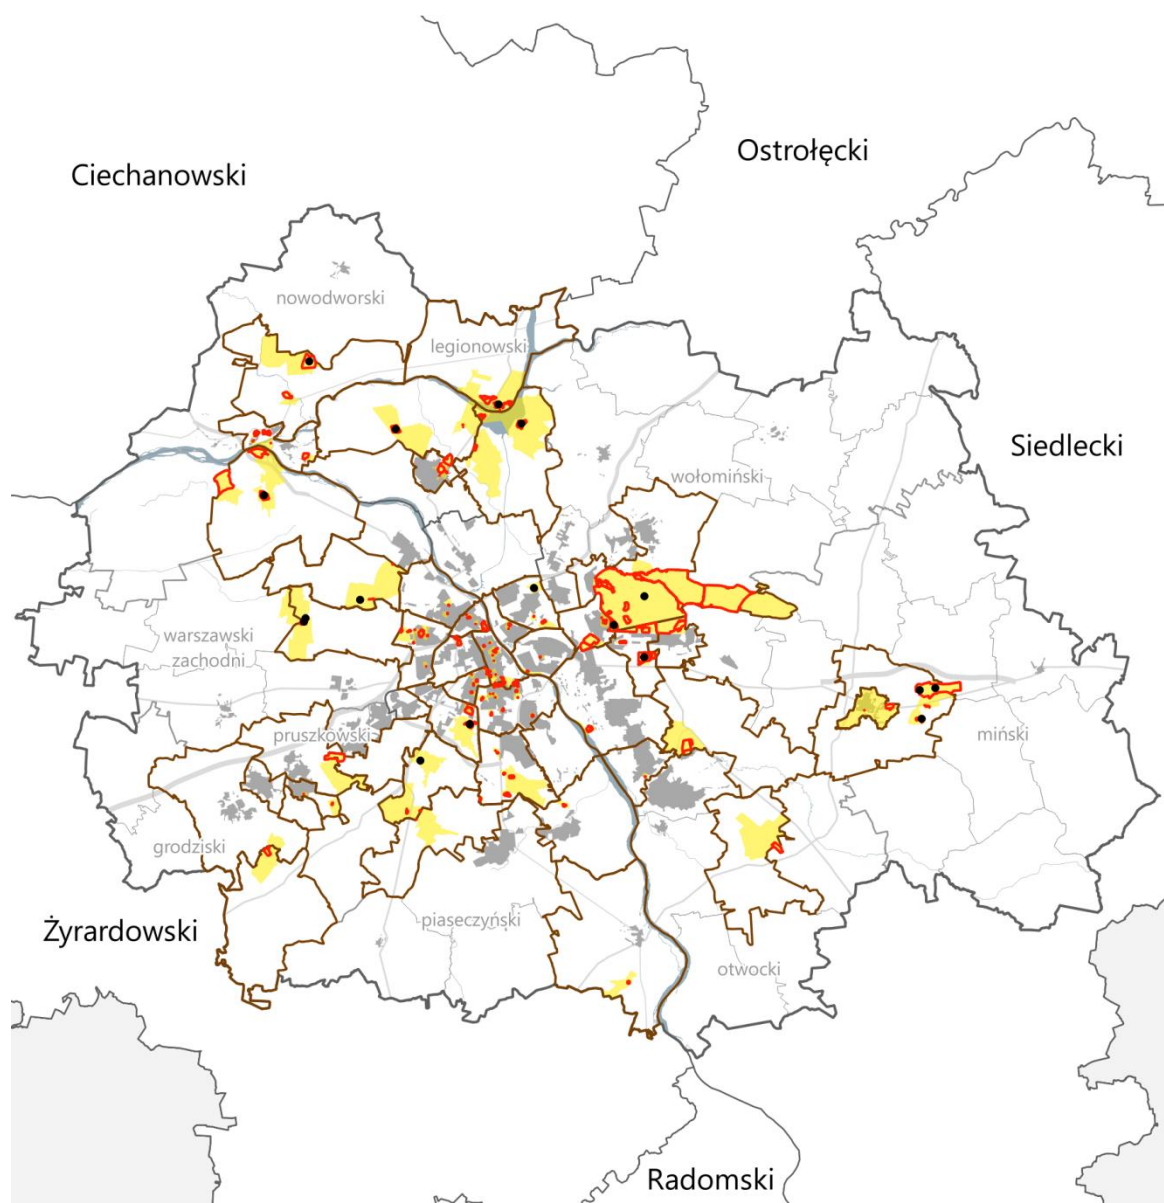 Ostrołęcki
Ciechanowski
nowodworski
legionowski
Siedlecki
wołomiński
warszawski
zachodni
pruszkowski
miński
grodziski
piaseczyński
Żyrardowski
otwocki
Radomski